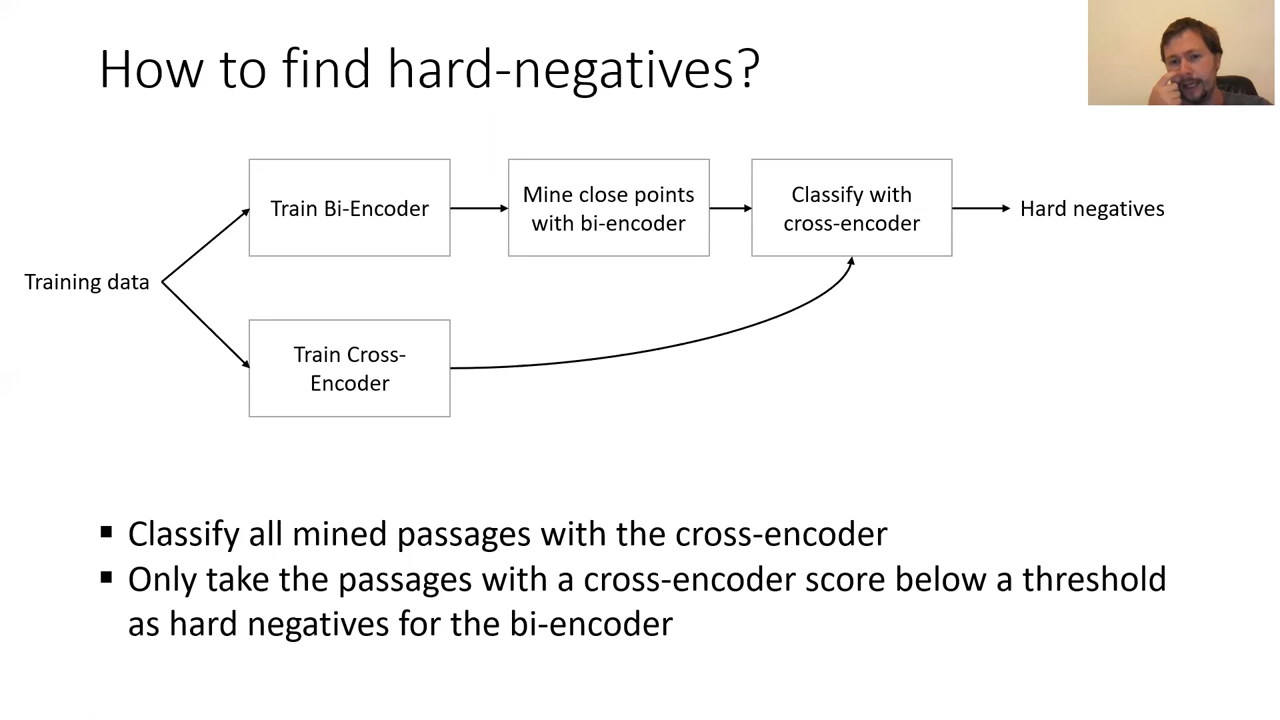 How to find hard-negatives?
Train Bi-Encoder
Mine close points
with bi-encoder
Classify with
cross-encoder
Hard negatives
Training data
Train Cross-
Encoder
▪ Classify all mined passages with the cross-encoder
▪ Only take the passages with a cross-encoder score below a threshold
as hard negatives for the bi-encoder